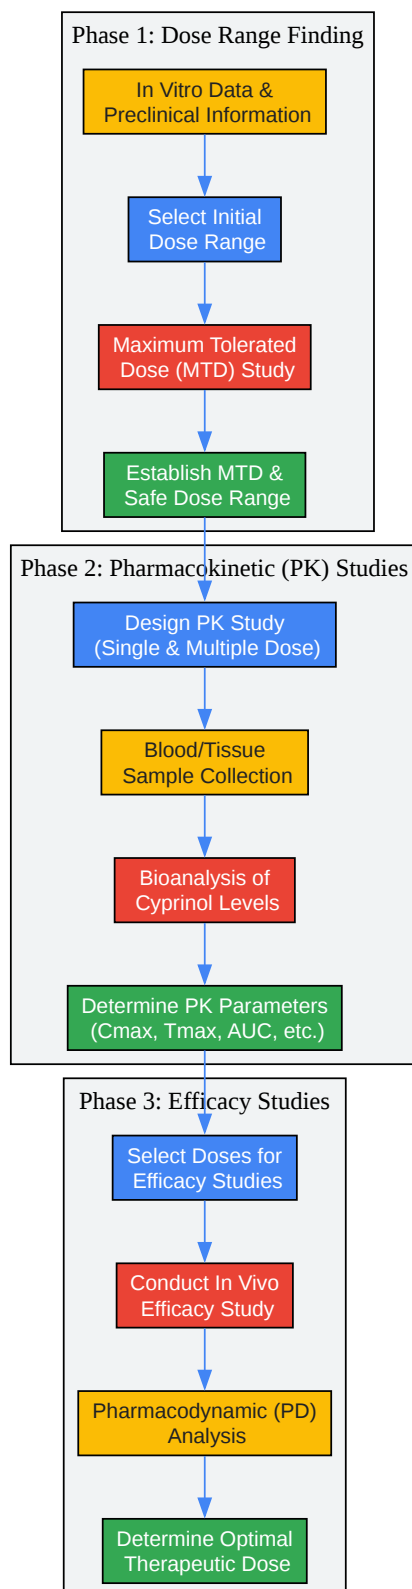 Phase 1: Dose Range Finding
In Vitro Data &
Preclinical Information
Select Initial
Dose Range
Maximum Tolerated
Dose (MTD) Study
Establish MTD &
Safe Dose Range
Phase 2: Pharmacokinetic (PK) Studies
Design PK Study
(Single & Multiple Dose)
Blood/Tissue
Sample Collection
Bioanalysis of
Cyprinol Levels
Determine PK Parameters
(Cmax, Tmax, AUC, etc.)
Phase 3: Efficacy Studies
Select Doses for
Efficacy Studies
Conduct In Vivo
Efficacy Study
Pharmacodynamic (PD)
Analysis
Determine Optimal
Therapeutic Dose